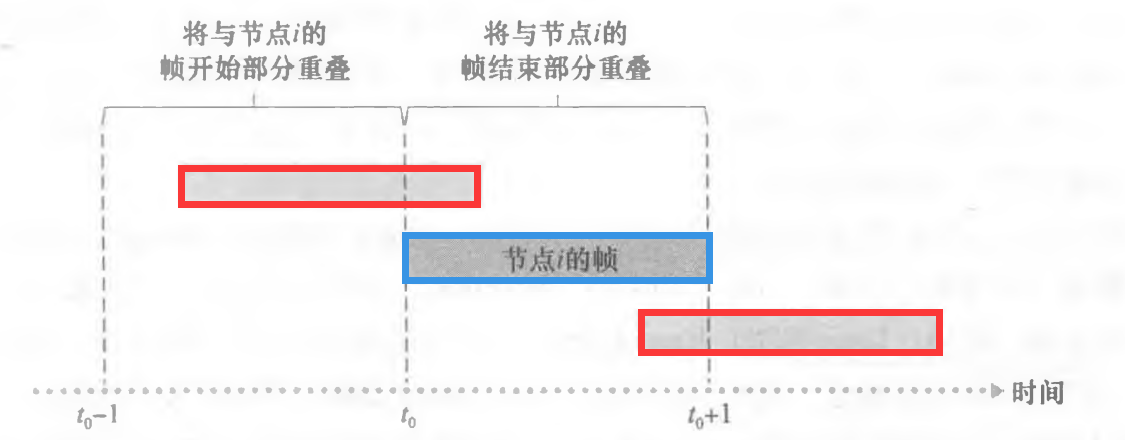 将与节点i的
帧开始部分重叠
将与节点i的
帧结束部分重叠
节点i的帧
时间
t₀-1
t₀
t₀+1